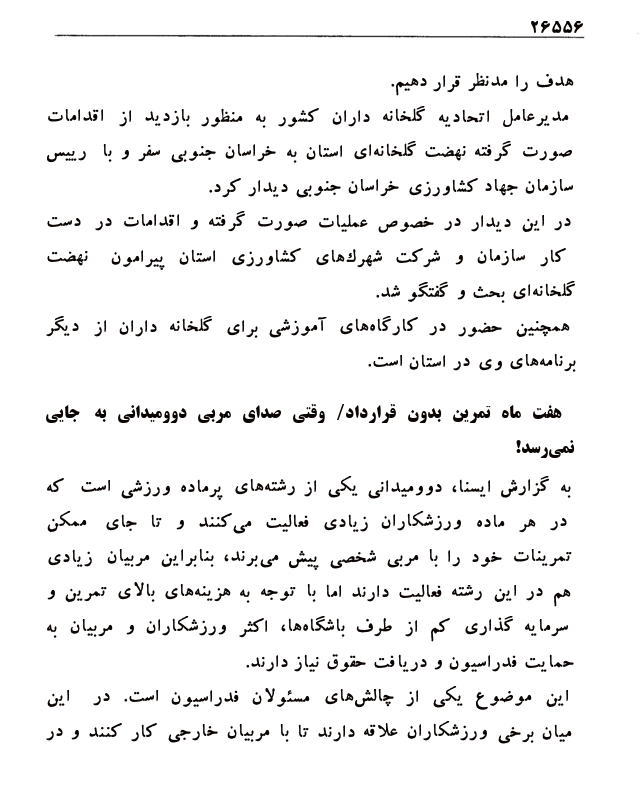 ۲۶۵۵۶
هدف را مدنظر قرار دهیم.
مدیرعامل اتحادیه گلخانه داران کشور به منظور بازدید از اقدامات
صورت گرفته نهضت گلخانه‌ای استان به خراسان جنوبی سفر و با رییس
سازمان جهاد کشاورزی خراسان جنوبی دیدار کرد.
در این دیدار در خصوص عملیات صورت گرفته و اقدامات در دست
کار سازمان و شرکت شهرك‌های کشاورزی استان پیرامون نهضت
گلخانه‌ای بحث و گفتگو شد.
همچنین حضور در کارگاه‌های آموزشی برای گلخانه داران از دیگر
برنامه‌های وی در استان است.
هفت ماه تمرین بدون قرارداد/ وقتی صدای مربی دوومیدانی به جایی
نمی‌رسد!
به گزارش ایسنا، دوومیدانی یکی از رشته‌های پرماده ورزشی است که
در هر ماده ورزشکاران زیادی فعالیت می‌کنند و تا جای ممکن
تمرینات خود را با مربی شخصی پیش می‌برند، بنابراین مربیان زیادی
هم در این رشته فعالیت دارند اما با توجه به هزینه‌های بالای تمرین و
سرمایه گذاری کم از طرف باشگاه‌ها، اکثر ورزشکاران و مربیان به
حمایت فدراسیون و دریافت حقوق نیاز دارند.
این موضوع یکی از چالش‌های مسئولان فدراسیون است. در این
میان برخی ورزشکاران علاقه دارند تا با مربیان خارجی کار کنند و در